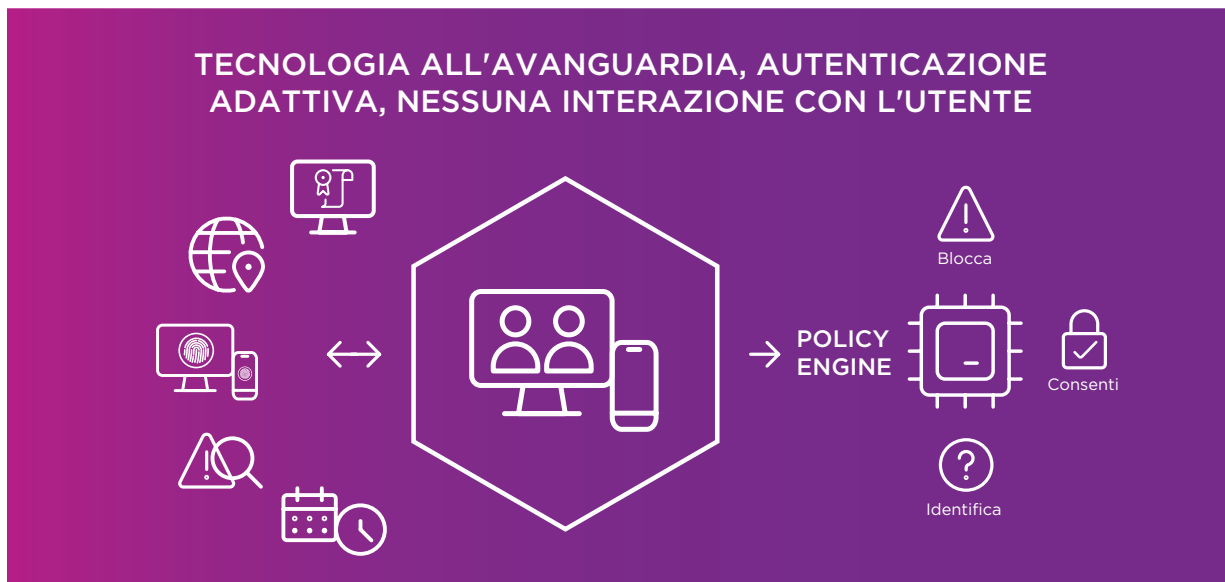 TECNOLOGIA ALL'AVANGUARDIA, AUTENTICAZIONE
ADATTIVA, NESSUNA INTERAZIONE CON L'UTENTE
Blocca
POLICY
ENGINE
Consenti
Identifica